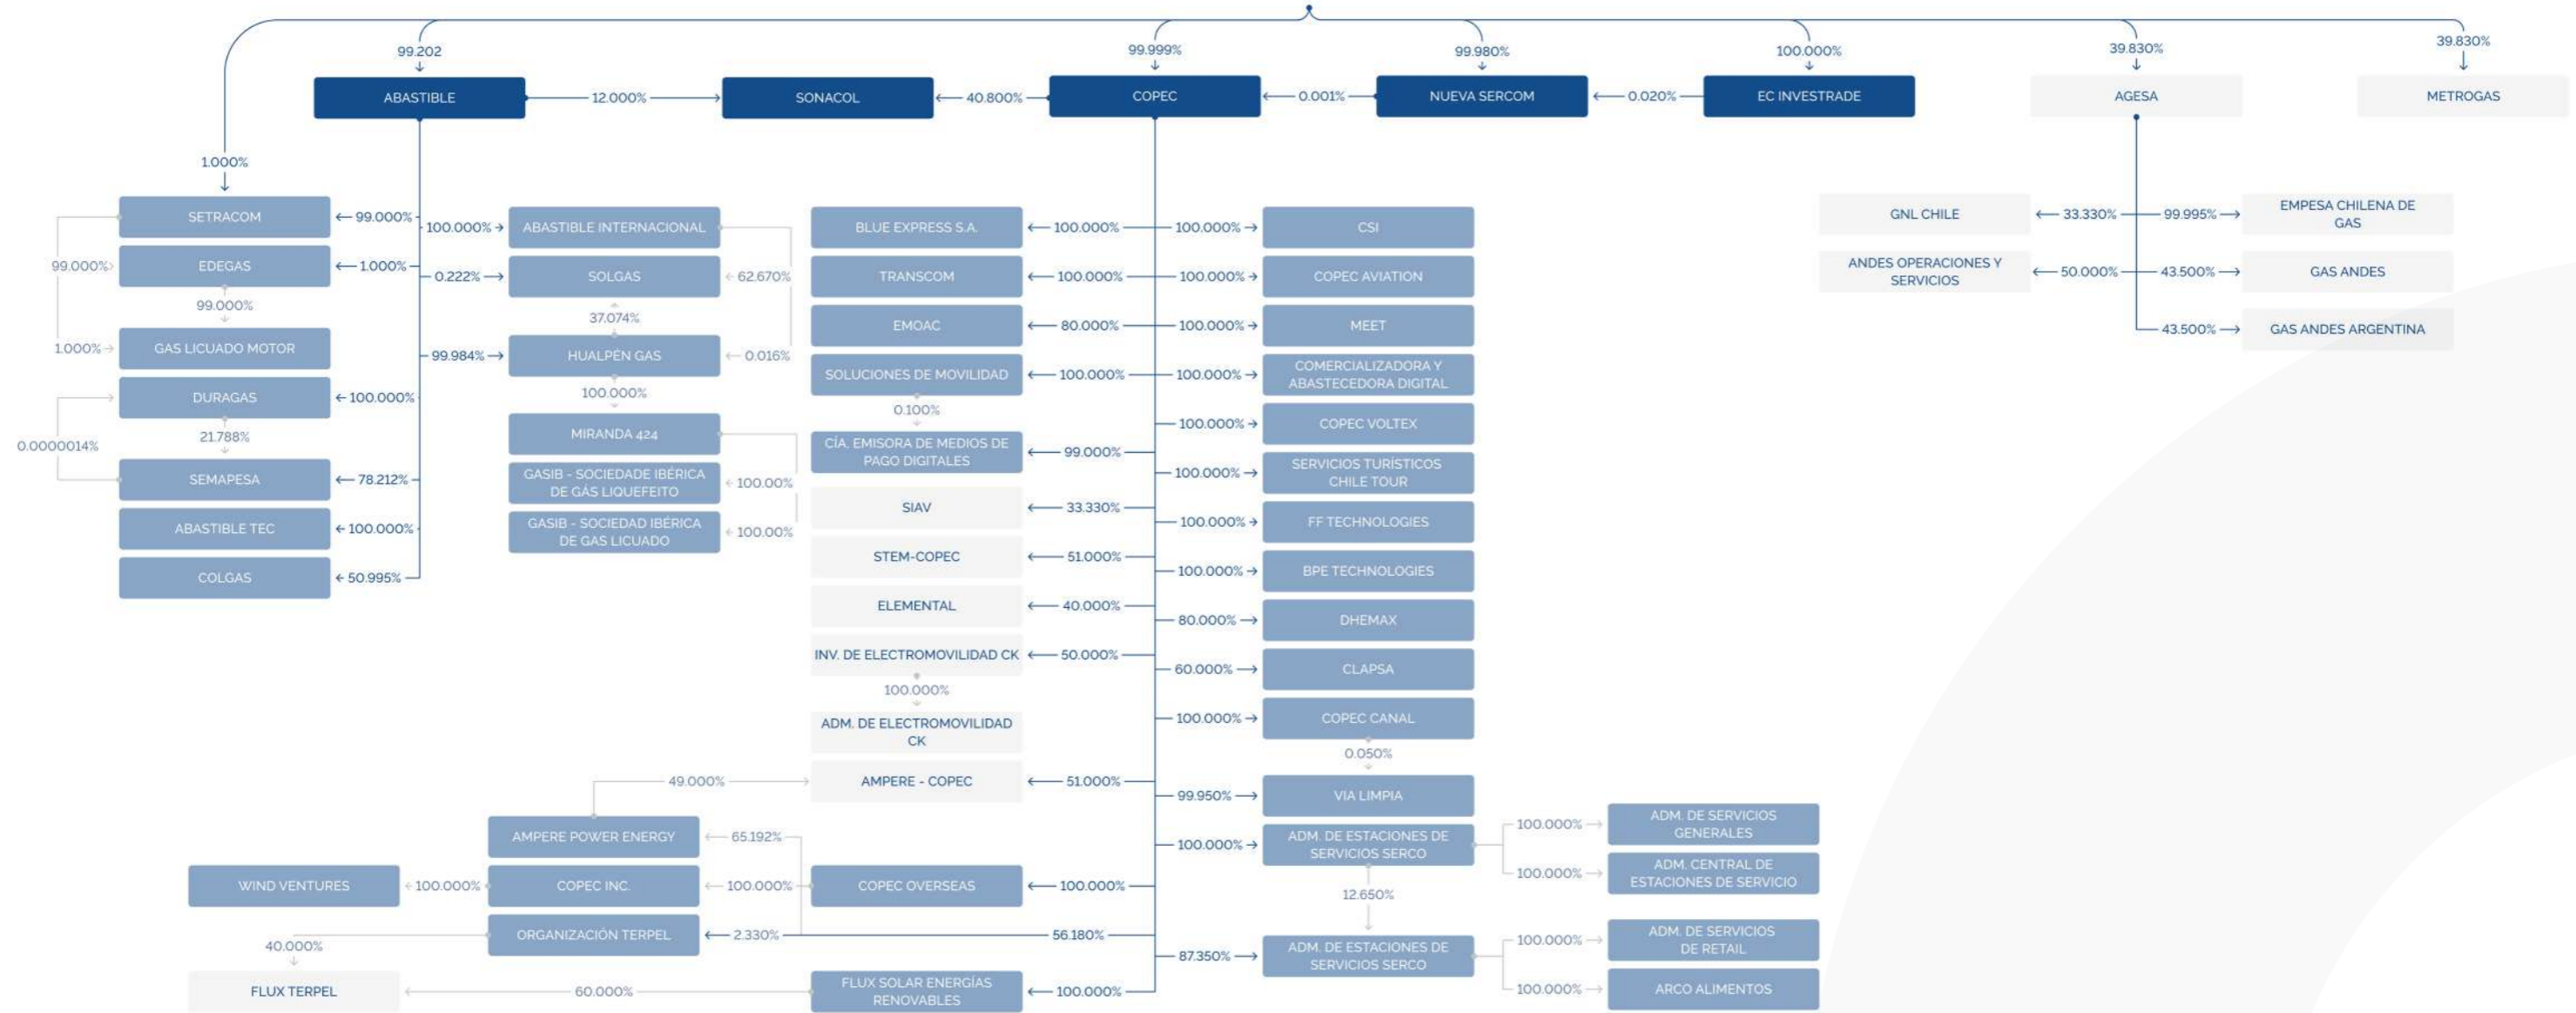 99.202
99.999%
99.980%
100.000%
39.830%
39.830%
ABASTIBLE
12.000%
SONACOL
40.800%
COPEC
0.001%
NUEVA SERCOM
0.020%
EC INVESTRADE
AGESA
METROGAS
1.000%
SETRACOM
99.000%
EDEGAS
1.000%
99.000%
99.000%
1.000%
GAS LICUADO MOTOR
DURAGAS
100.000%
0.0000014%
21.788%
SEMAPESA
78.212%
ABASTIBLE TEC
100.000%
COLGAS
50.995%
100.000%
ABASTIBLE INTERNACIONAL
0.222%
SOLGAS
62.670%
37.074%
99.984%
HUALPÉN GAS
0.016%
100.000%
MIRANDA 424
GASIB - SOCIEDADE IBÉRICA
DE GÁS LIQUEFEITO
100.00%
GASIB - SOCIEDAD IBÉRICA
DE GAS LICUADO
100.00%
BLUE EXPRESS S.A.
100.000%
TRANSCOM
100.000%
EMOAC
80.000%
SOLUCIONES DE MOVILIDAD
100.000%
0.100%
CÍA. EMISORA DE MEDIOS DE
PAGO DIGITALES
99.000%
SIAV
33.330%
STEM-COPEC
51.000%
ELEMENTAL
40.000%
INV. DE ELECTROMOVILIDAD CK
50.000%
100.000%
ADM. DE ELECTROMOVILIDAD
CK
49.000%
AMPERE - COPEC
51.000%
AMPERE POWER ENERGY
65.192%
WIND VENTURES
100.000%
COPEC INC.
100.000%
COPEC OVERSEAS
100.000%
ORGANIZACIÓN TERPEL
2.330%
56.180%
40.000%
FLUX TERPEL
60.000%
FLUX SOLAR ENERGÍAS
RENOVABLES
100.000%
100.000%
CSI
100.000%
COPEC AVIATION
100.000%
MEET
100.000%
COMERCIALIZADORA Y
ABASTECEDORA DIGITAL
100.000%
COPEC VOLTEX
100.000%
SERVICIOS TURÍSTICOS
CHILE TOUR
100.000%
FF TECHNOLOGIES
100.000%
BPE TECHNOLOGIES
80.000%
DHEMAX
60.000%
CLAPSA
100.000%
COPEC CANAL
0.050%
99.950%
VIA LIMPIA
100.000%
ADM. DE ESTACIONES DE
SERVICIOS SERCO
100.000%
ADM. DE SERVICIOS
GENERALES
100.000%
ADM. CENTRAL DE
ESTACIONES DE SERVICIO
12.650%
87.350%
ADM. DE ESTACIONES DE
SERVICIOS SERCO
100.000%
ADM. DE SERVICIOS
DE RETAIL
100.000%
ARCO ALIMENTOS
GNL CHILE
33.330%
99.995%
EMPESA CHILENA DE
GAS
ANDES OPERACIONES Y
SERVICIOS
50.000%
43.500%
GAS ANDES
43.500%
GAS ANDES ARGENTINA